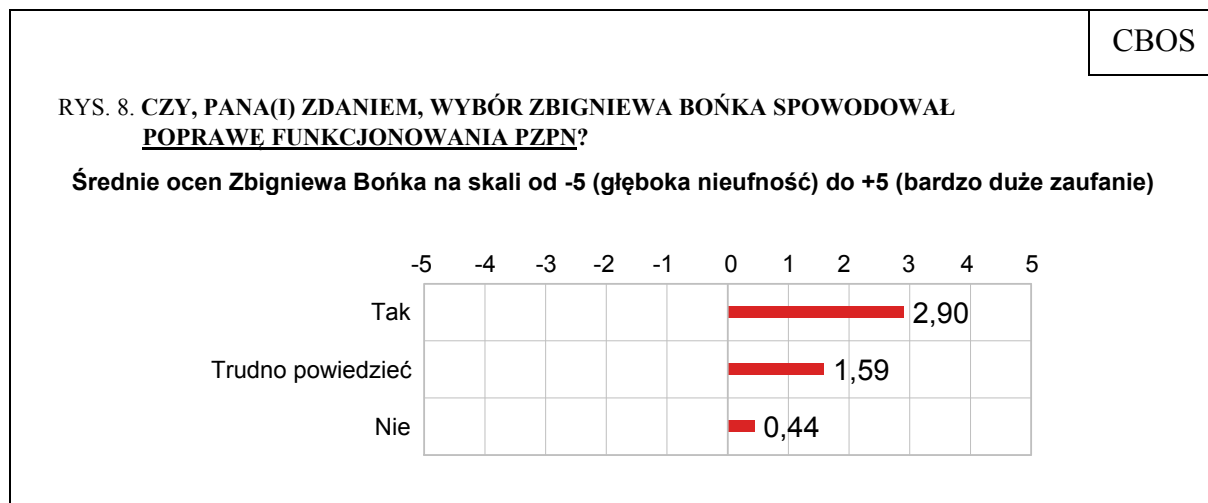 CBOS
RYS. 8. CZY, PANA(I) ZDANIEM, WYBÓR ZBIGNIEWA BOŃKA SPOWODOWAŁ
POPRAWĘ FUNKCJONOWANIA PZPN?
Średnie ocen Zbigniewa Bońka na skali od -5 (głęboka nieufność) do +5 (bardzo duże zaufanie)
-5 -4 -3 -2 -1 0 1 2 3 4 5
Tak 2,90
Trudno powiedzieć 1,59
Nie 0,44